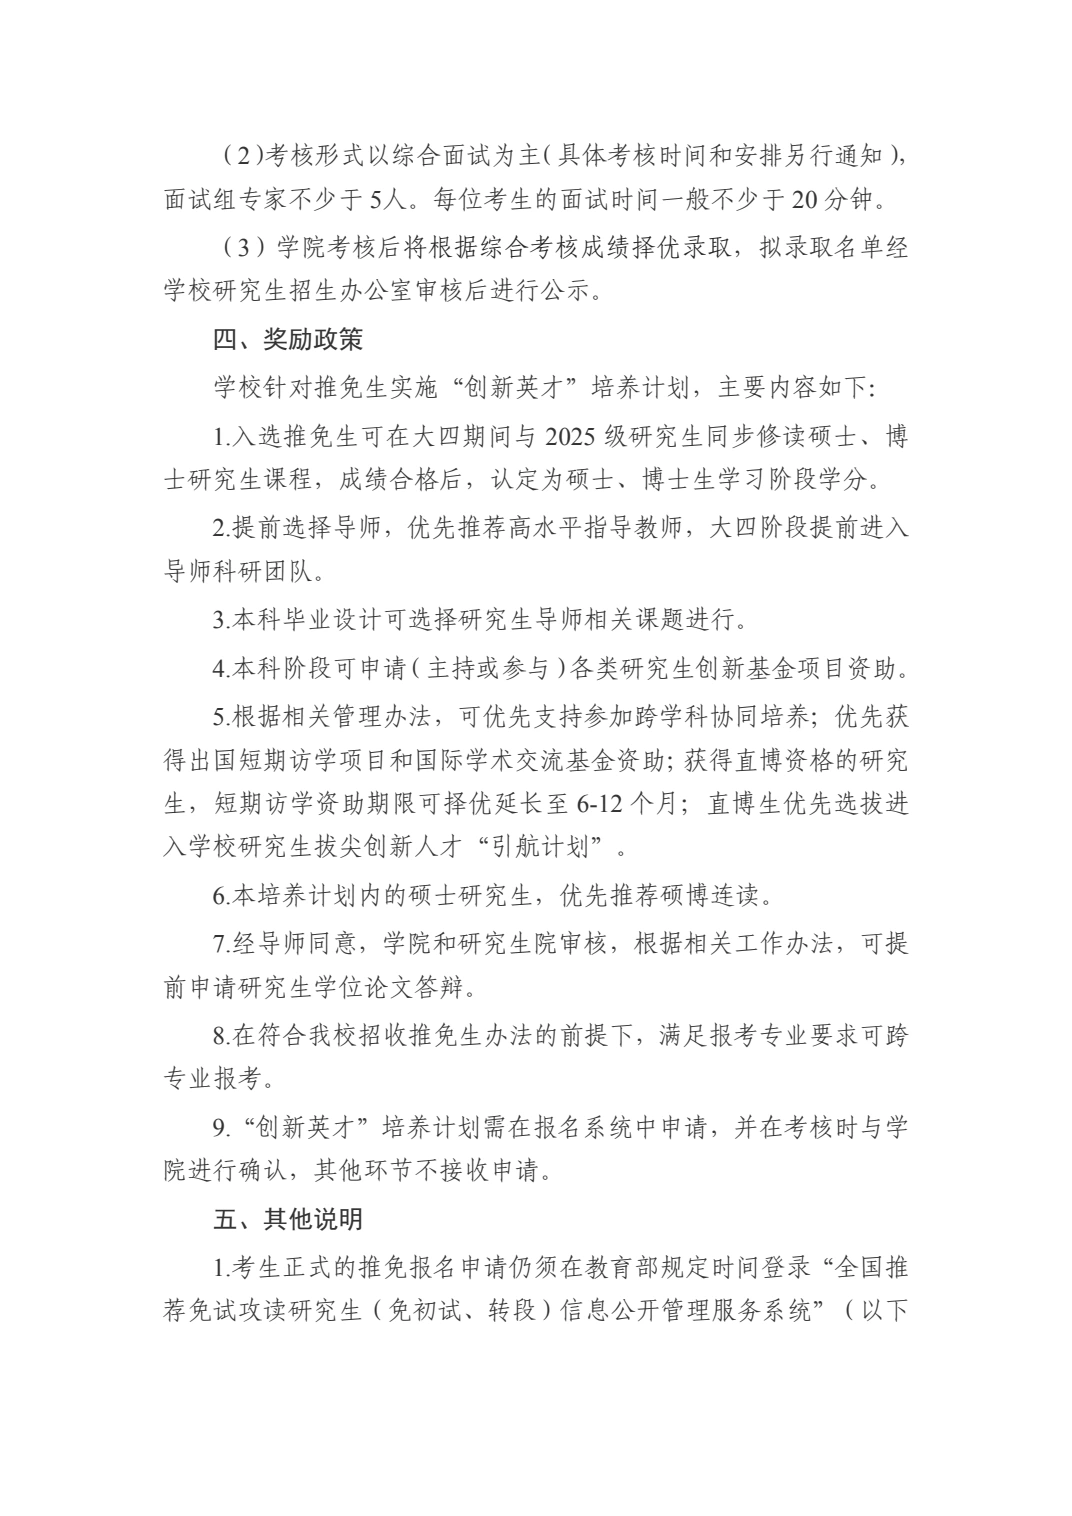 （2）考核形式以综合面试为主（具体考核时间和安排另行通知），
面试组专家不少于 5人。每位考生的面试时间一般不少于 20 分钟。
（3）学院考核后将根据综合考核成绩择优录取，拟录取名单经
学校研究生招生办公室审核后进行公示。
四、奖励政策
学校针对推免生实施“创新英才”培养计划，主要内容如下：
1.入选推免生可在大四期间与 2025 级研究生同步修读硕士、博
士研究生课程，成绩合格后，认定为硕士、博士生学习阶段学分。
2.提前选择导师，优先推荐高水平指导教师，大四阶段提前进入
导师科研团队。
3.本科毕业设计可选择研究生导师相关课题进行。
4.本科阶段可申请（主持或参与）各类研究生创新基金项目资助。
5.根据相关管理办法，可优先支持参加跨学科协同培养；优先获
得出国短期访学项目和国际学术交流基金资助；获得直博资格的研究
生，短期访学资助期限可择优延长至 6-12 个月；直博生优先选拔进
入学校研究生拔尖创新人才“引航计划”。
6.本培养计划内的硕士研究生，优先推荐硕博连读。
7.经导师同意，学院和研究生院审核，根据相关工作办法，可提
前申请研究生学位论文答辩。
8.在符合我校招收推免生办法的前提下，满足报考专业要求可跨
专业报考。
9.“创新英才”培养计划需在报名系统中申请，并在考核时与学
院进行确认，其他环节不接收申请。
五、其他说明
1.考生正式的推免报名申请仍须在教育部规定时间登录“全国推
荐免试攻读研究生（免初试、转段）信息公开管理服务系统”（以下